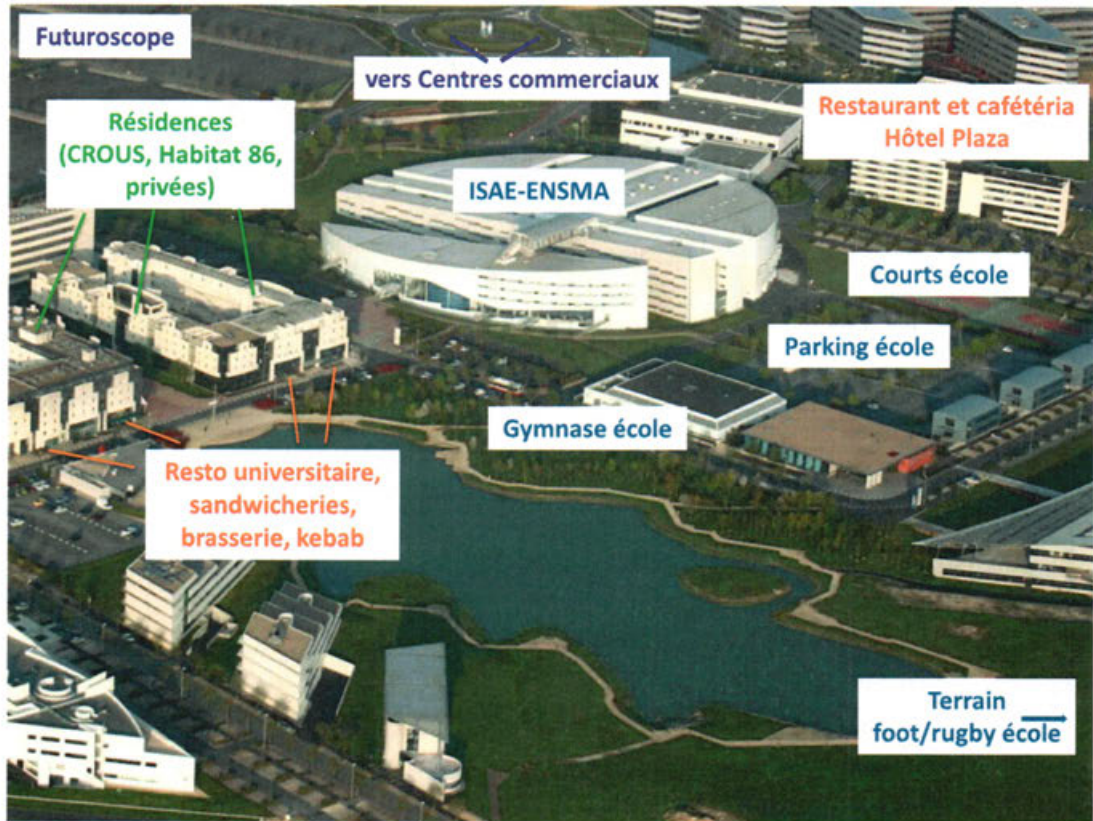 Futuroscope
vers Centres commerciaux
Résidences
(CROUS, Habitat 86,
privées)
Restaurant et cafétéria
Hôtel Plaza
ISAE-ENSMA
Courts école
Parking école
Gymnase école
Resto universitaire,
sandwicheries,
brasserie, kebab
Terrain
foot/rugby école